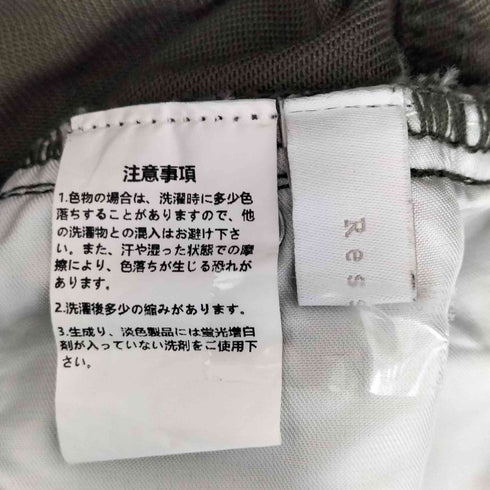 注意事項
1.色物の場合は、洗濯時に多少色
落ちすることがありますので、他
の洗濯物との混入はお避け下さ
い。また、汗や湿った状態での摩
擦により、色落ちが生じる恐れが
あります。
2.洗濯後多少の縮みがあります。
3.生成り、淡色製品には蛍光増白
剤が入っていない洗剤をご使用下
さい。
Res